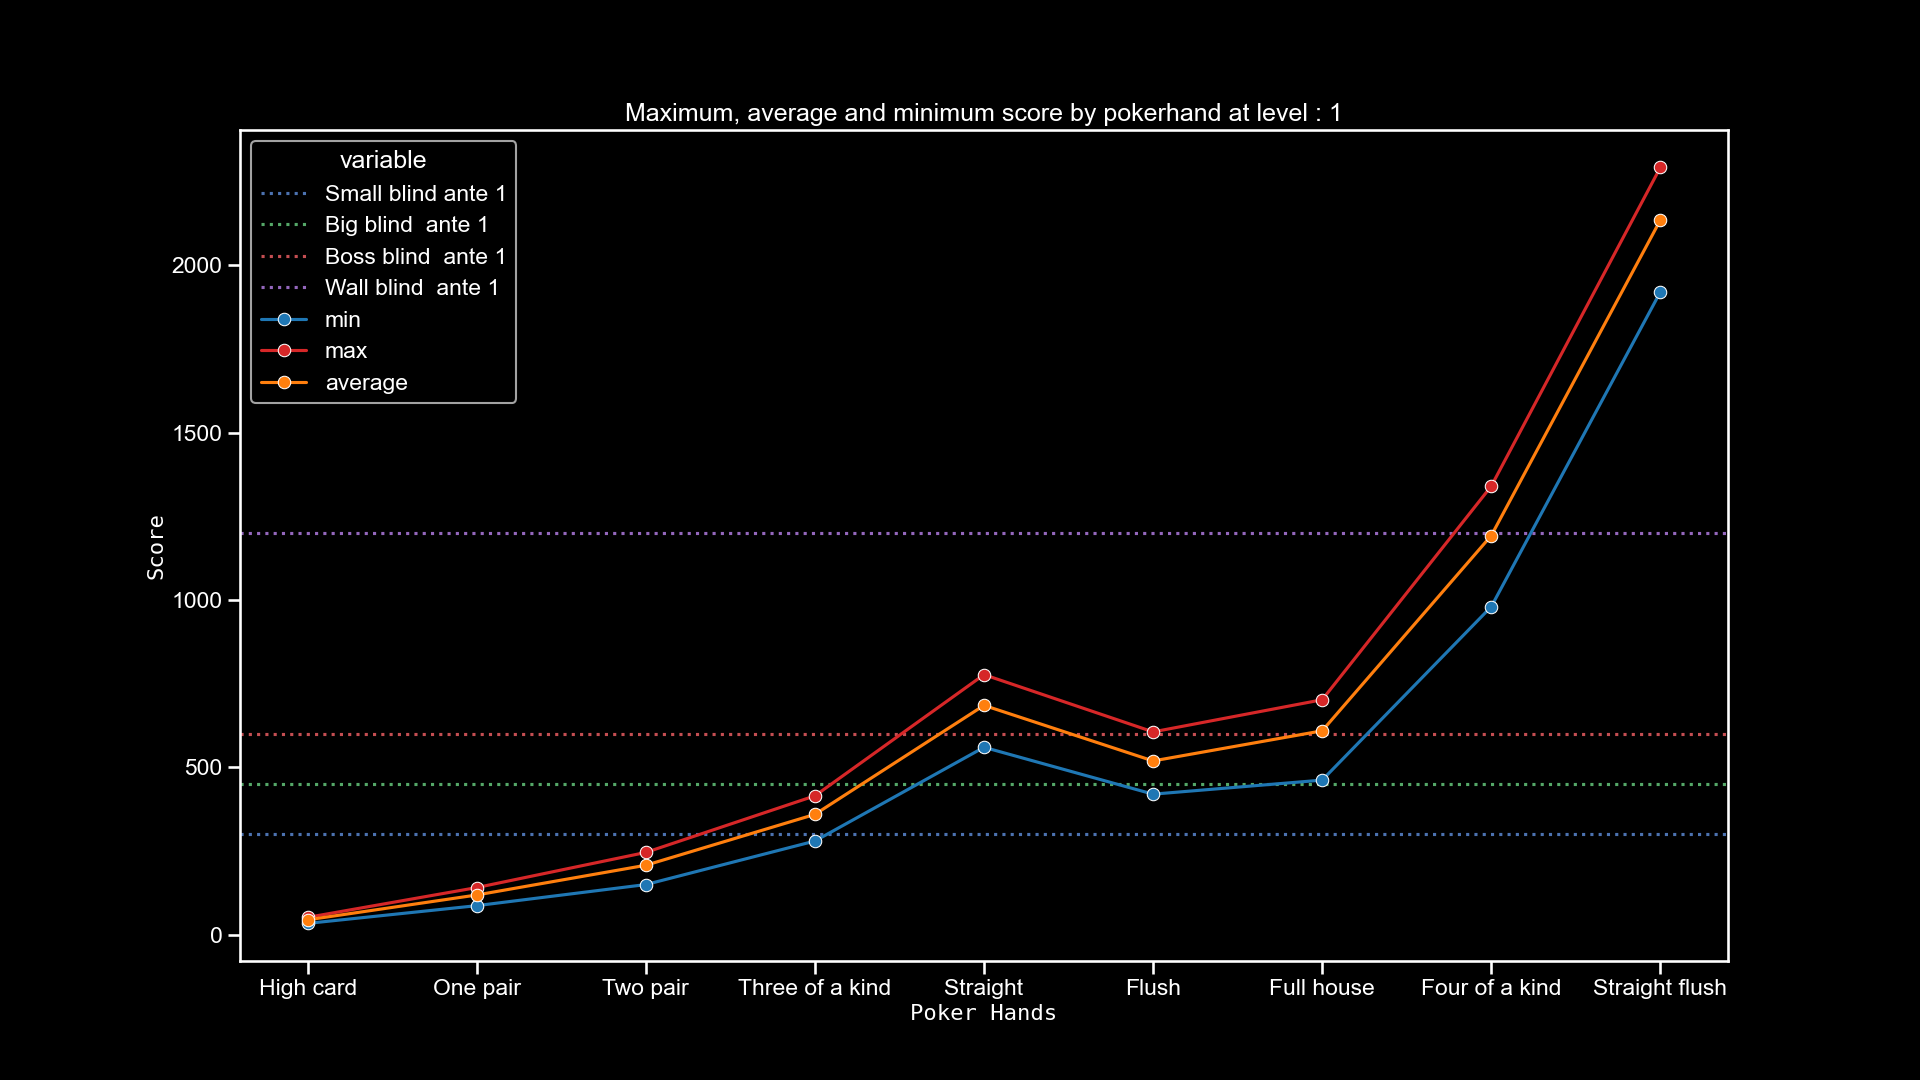 Maximum, average and minimum score by pokerhand at level : 1
variable
Small blind ante 1
Big blind  ante 1
Boss blind  ante 1
Wall blind  ante 1
min
max
average
2000
1500
1000
500
0
Score
High card
One pair
Two pair
Three of a kind
Straight
Flush
Full house
Four of a kind
Straight flush
Poker Hands